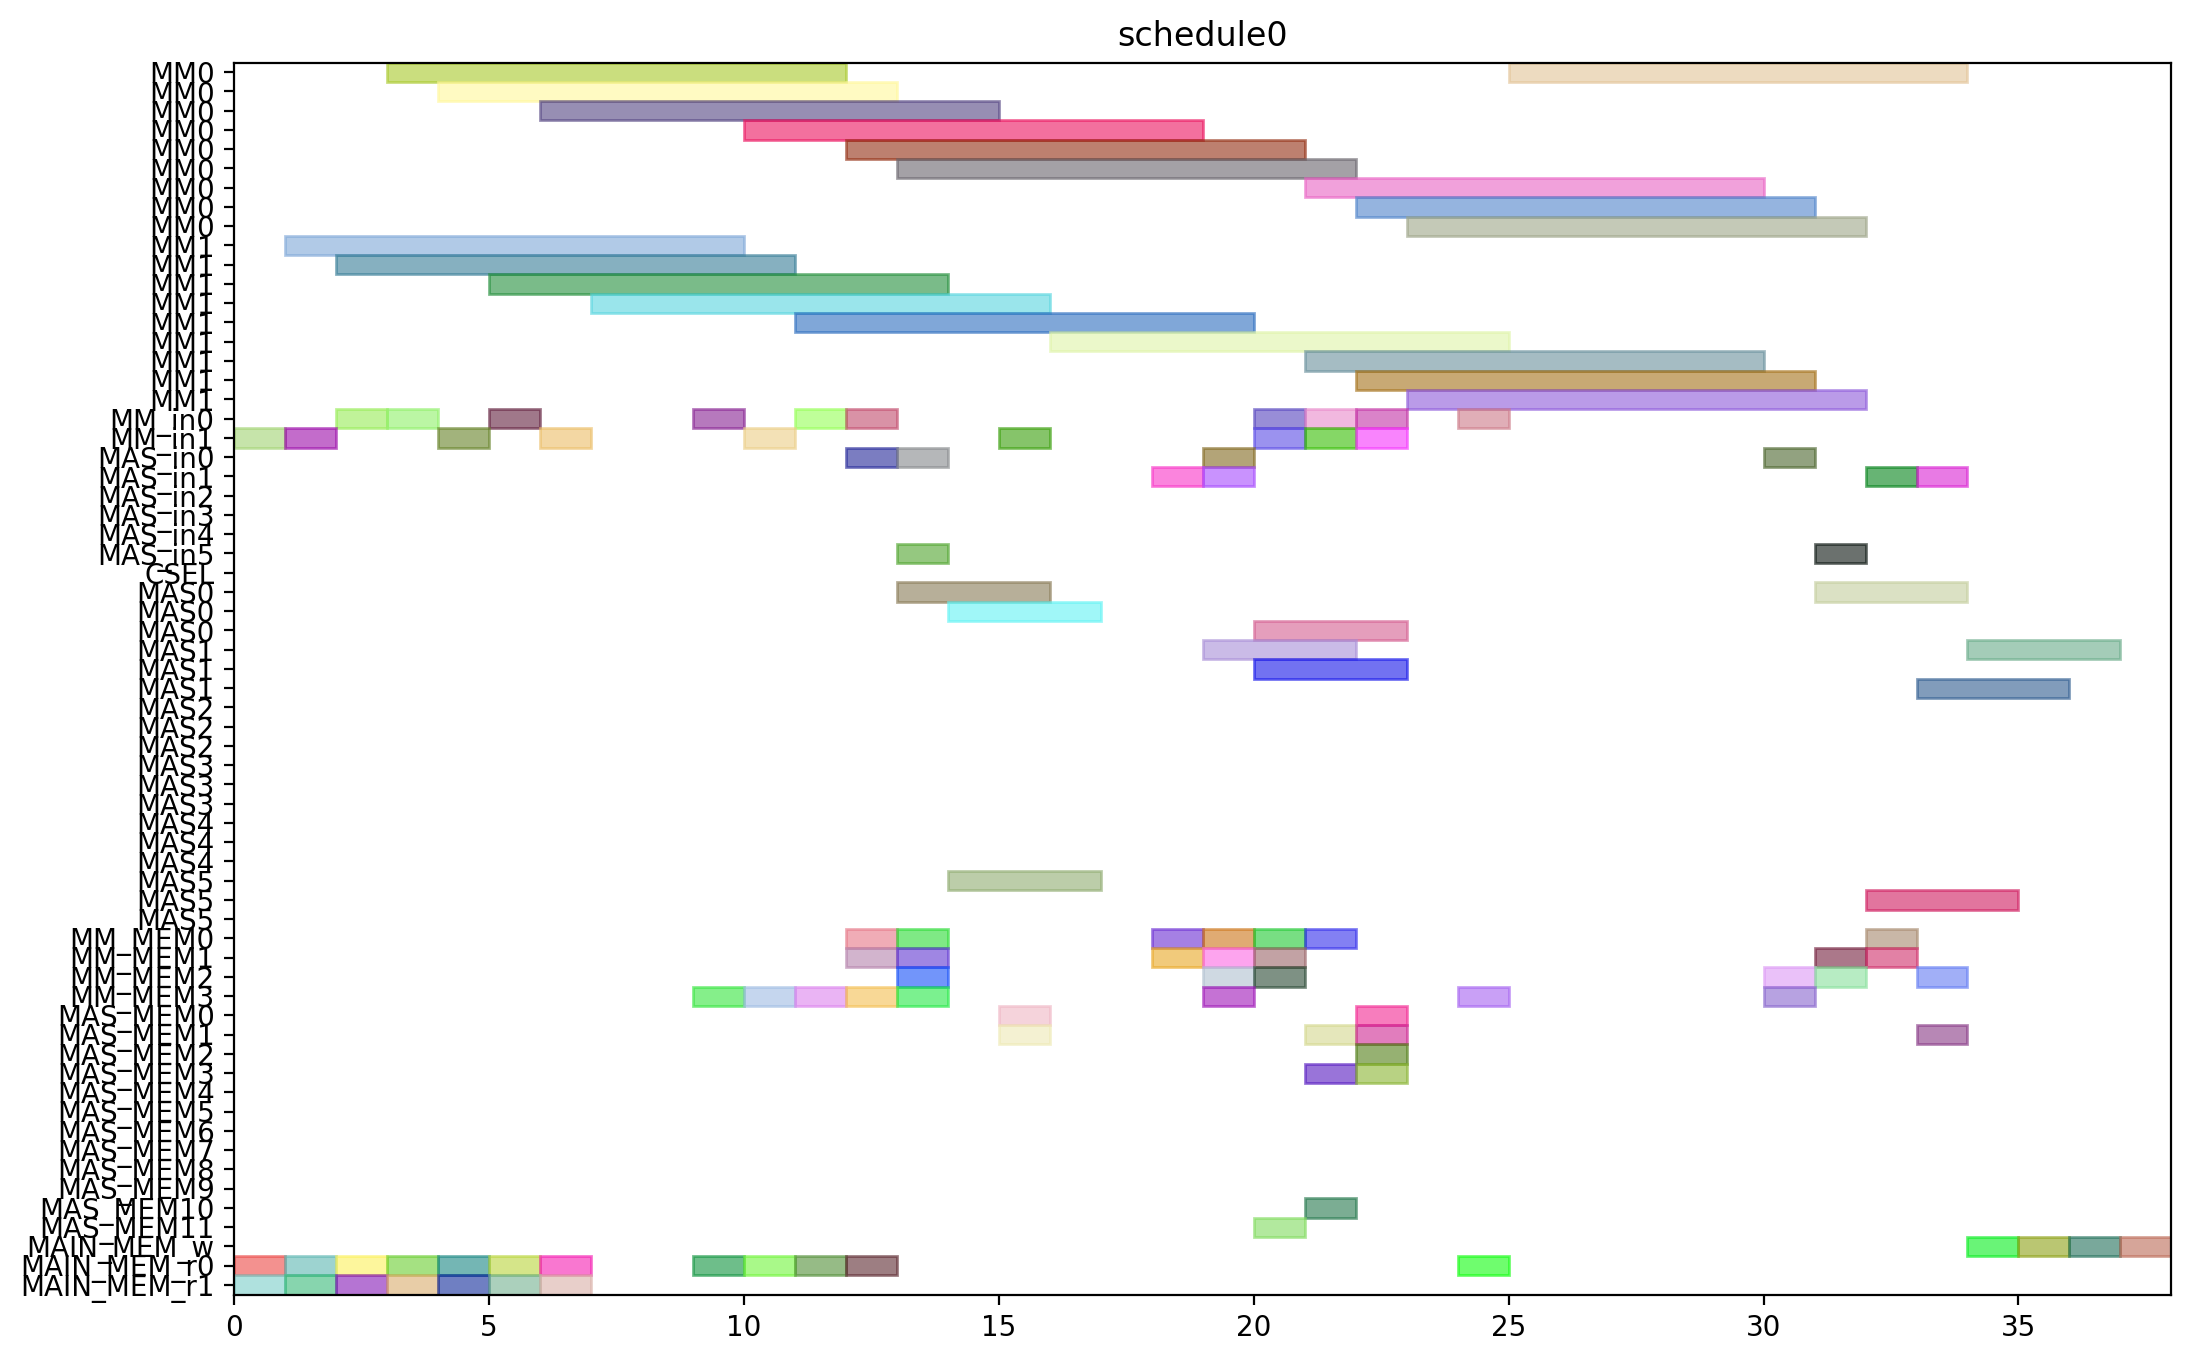 schedule0
MM0
MM0
MM0
MM0
MM0
MM0
MM0
MM0
MM0
MM1
MM1
MM1
MM1
MM1
MM1
MM1
MM1
MM1
MM_in0
MM_in1
MAS_in0
MAS_in1
MAS_in2
MAS_in3
MAS_in4
MAS_in5
CSEL
MAS0
MAS0
MAS0
MAS1
MAS1
MAS1
MAS2
MAS2
MAS2
MAS3
MAS3
MAS3
MAS4
MAS4
MAS4
MAS5
MAS5
MAS5
MM_MEM0
MM_MEM1
MM_MEM2
MM_MEM3
MAS_MEM0
MAS_MEM1
MAS_MEM2
MAS_MEM3
MAS_MEM4
MAS_MEM5
MAS_MEM6
MAS_MEM7
MAS_MEM8
MAS_MEM9
MAS_MEM10
MAS_MEM11
MAIN_MEM_w
MAIN_MEM_r0
MAIN_MEM_r1
0 5 10 15 20 25 30 35